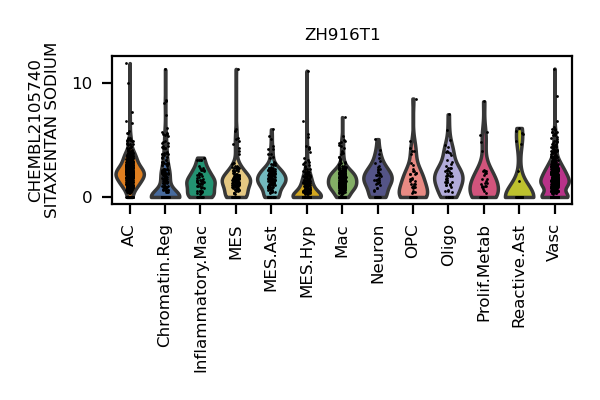 ZH916T1
CHEMBL2105740
SITAXENTAN SODIUM
10
0
AC
Chromatin.Reg
Inflammatory.Mac
MES
MES.Ast
MES.Hyp
Mac
Neuron
OPC
Oligo
Prolif.Metab
Reactive.Ast
Vasc